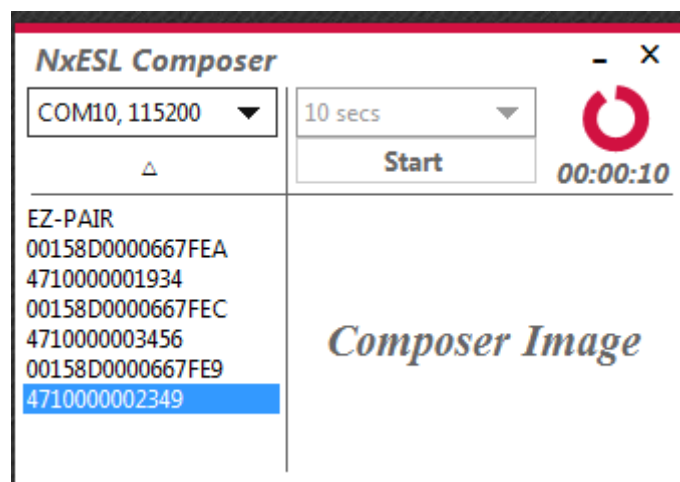 NxESL Composer
COM10, 115200
10 secs
Start
00:00:10
EZ-PAIR
00158D0000667FEA
4710000001934
00158D0000667FEC
4710000003456
00158D0000667FE9
4710000002349
Composer Image